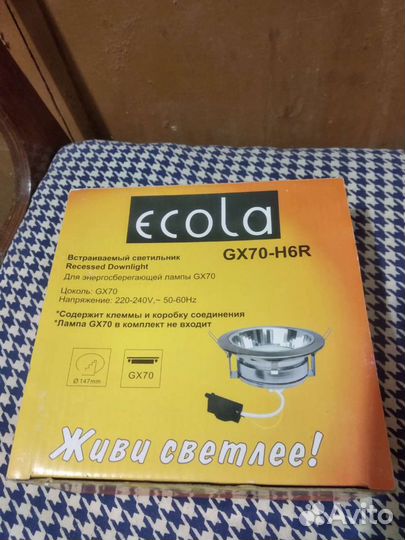 ecola
GX70-H6R
Встраиваемый светильник
Recessed Downlight
Для энергосберегающей лампы GX70
Цоколь: GX70
Напряжение: 220-240V,~ 50-60Hz
*Содержит клеммы и коробку соединения
*Лампа GX70 в комплект не входит
Ø 147mm
GX70
Живи светлее!
Avito